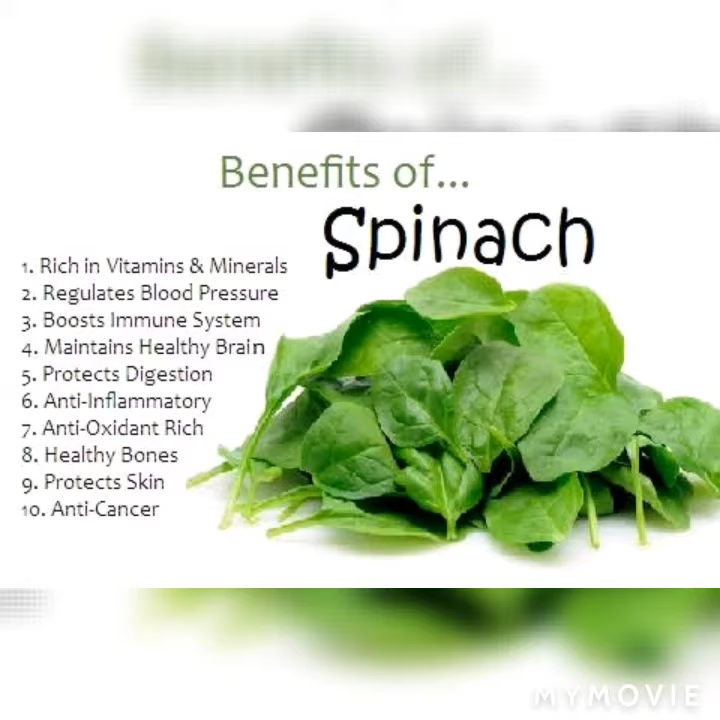 Benefits of...
Spinach
1. Rich in Vitamins & Minerals
2. Regulates Blood Pressure
3. Boosts Immune System
4. Maintains Healthy Brain
5. Protects Digestion
6. Anti-Inflammatory
7. Anti-Oxidant Rich
8. Healthy Bones
9. Protects Skin
10. Anti-Cancer
MYMOVIE